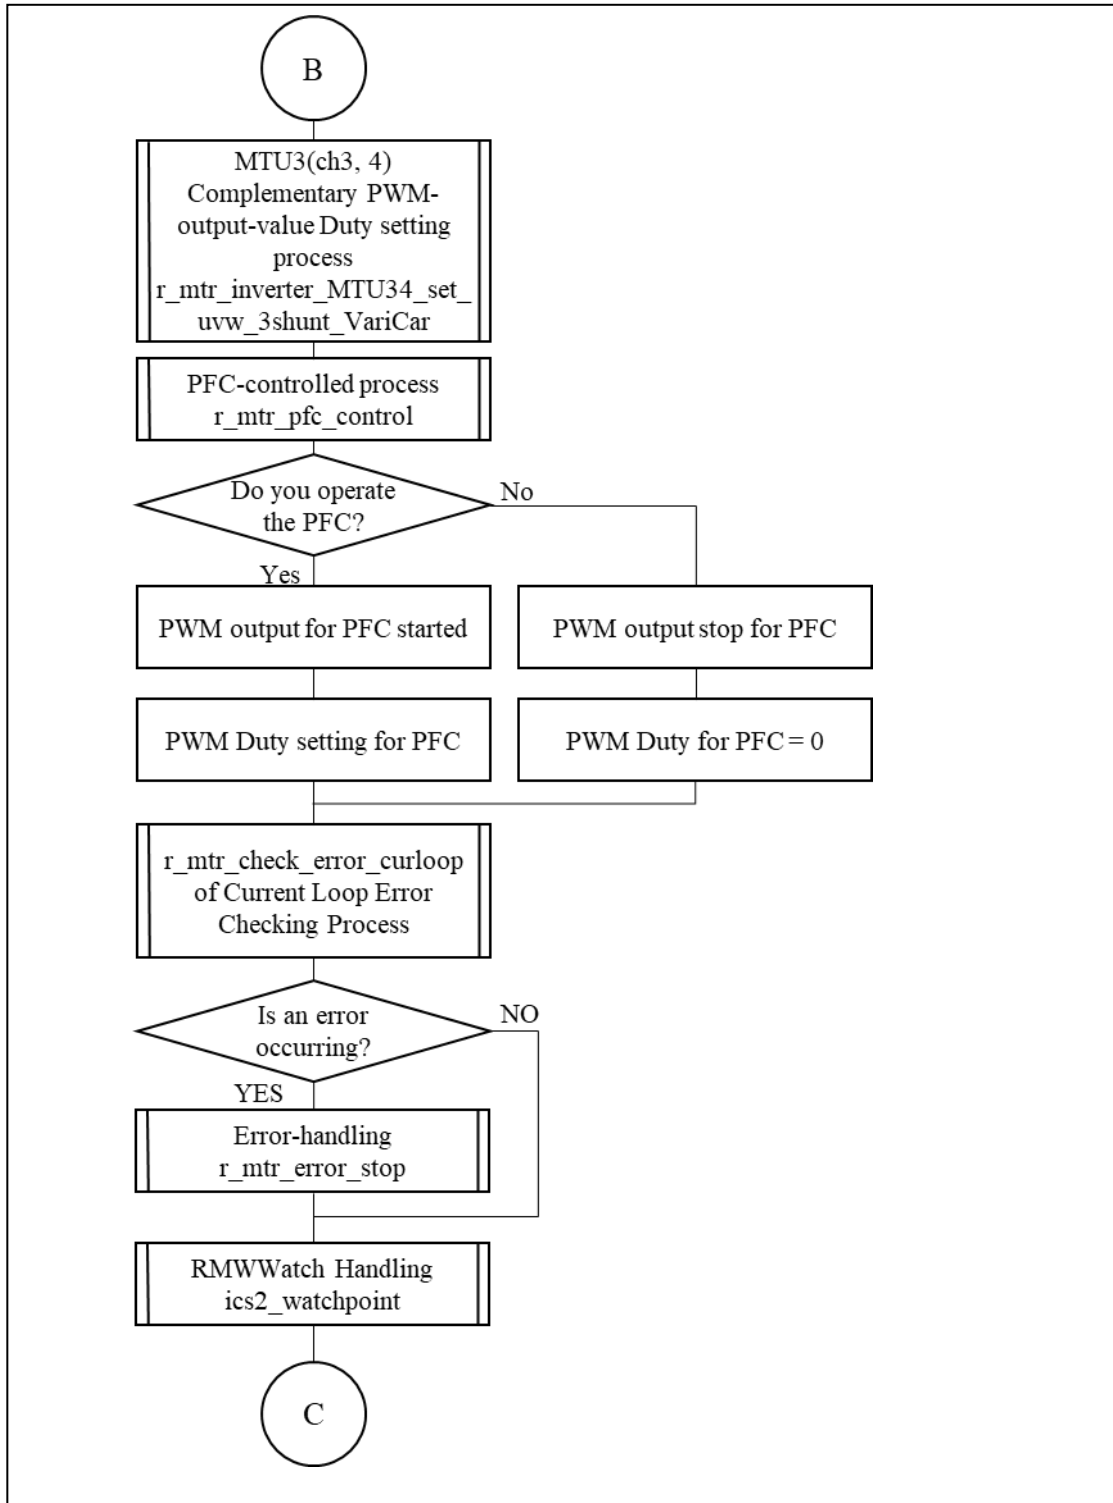 B
MTU3(ch3, 4)
Complementary PWM-
output-value Duty setting
process
r_mtr_inverter_MTU34_set_
uvw_3shunt_VariCar
PFC-controlled process
r_mtr_pfc_control
Do you operate
the PFC?
No
Yes
PWM output for PFC started
PWM output stop for PFC
PWM Duty setting for PFC
PWM Duty for PFC = 0
r_mtr_check_error_curloop
of Current Loop Error
Checking Process
Is an error
occurring?
NO
YES
Error-handling
r_mtr_error_stop
RMWWatch Handling
ics2_watchpoint
C